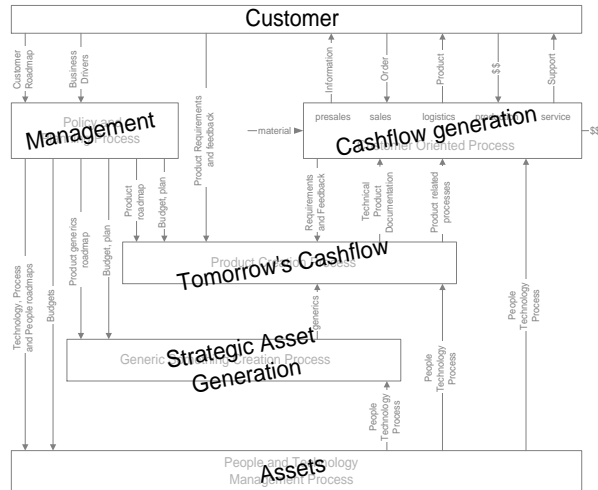 Customer
Customer
Roadmap
Business
Drivers
Product Requirements
and feedback
Information
Order
Product
$$
Support
Policy and
Process
Management
material
presales
sales
logistics
service
Cashflow generation
Customer Oriented Process
$$
Product
roadmap
Budget, plan
Requirements
and Feedback
Technical
Product
Documentation
Product related
processes
Technology, Process
and People roadmaps
Budgets
Product generics
roadmap
Budget, plan
Product Creation Process
Tomorrow's Cashflow
generics
People
Technology
Process
People
Technology
Process
Generic
Creation Process
Strategic Asset
Generation
People
Technology
Process
People and Technology
Management Process
Assets